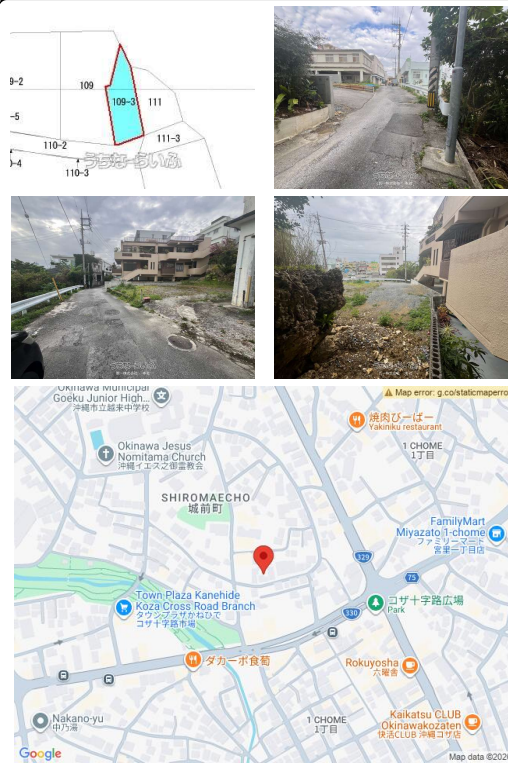 9-2
109
109-3
111
-5
110-2
111-3
0-4
110-3
うちなーらいふ
Okinawa Municipal
Goeku Junior High...
沖縄市立越来中学校
Map error: g.co/staticmaperro
焼肉びーばー
Yakiniku restaurant
1 CHOME
1丁目
Okinawa Jesus
Nomitama Church
沖縄イエス之御霊教会
SHIROMAECHO
城前町
FamilyMart
Miyazato 1-chome
ファミリーマート
宮里一丁目店
329
75
Town Plaza Kanehide
Koza Cross Road Branch
タウンプラザかねひで
コザ十字路市場
330
コザ十字路広場
Park
ダカーポ食蔔
Rokuyosha
六曜舎
Nakano-yu
中乃湯
1 CHOME
1丁目
Kaikatsu CLUB
Okinawakozaten
快活CLUB 沖縄コザ店
Google
Map data ©202